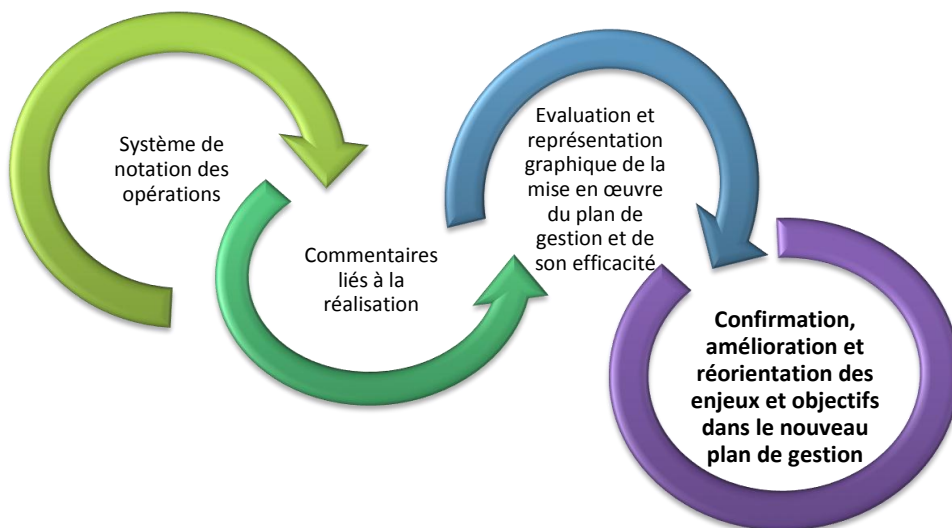 Système de
notation des
opérations
Commentaires
liés à la
réalisation
Evaluation et
représentation
graphique de la
mise en œuvre
du plan de
gestion et de
son efficacité
Confirmation,
amélioration et
réorientation des
enjeux et objectifs
dans le nouveau
plan de gestion